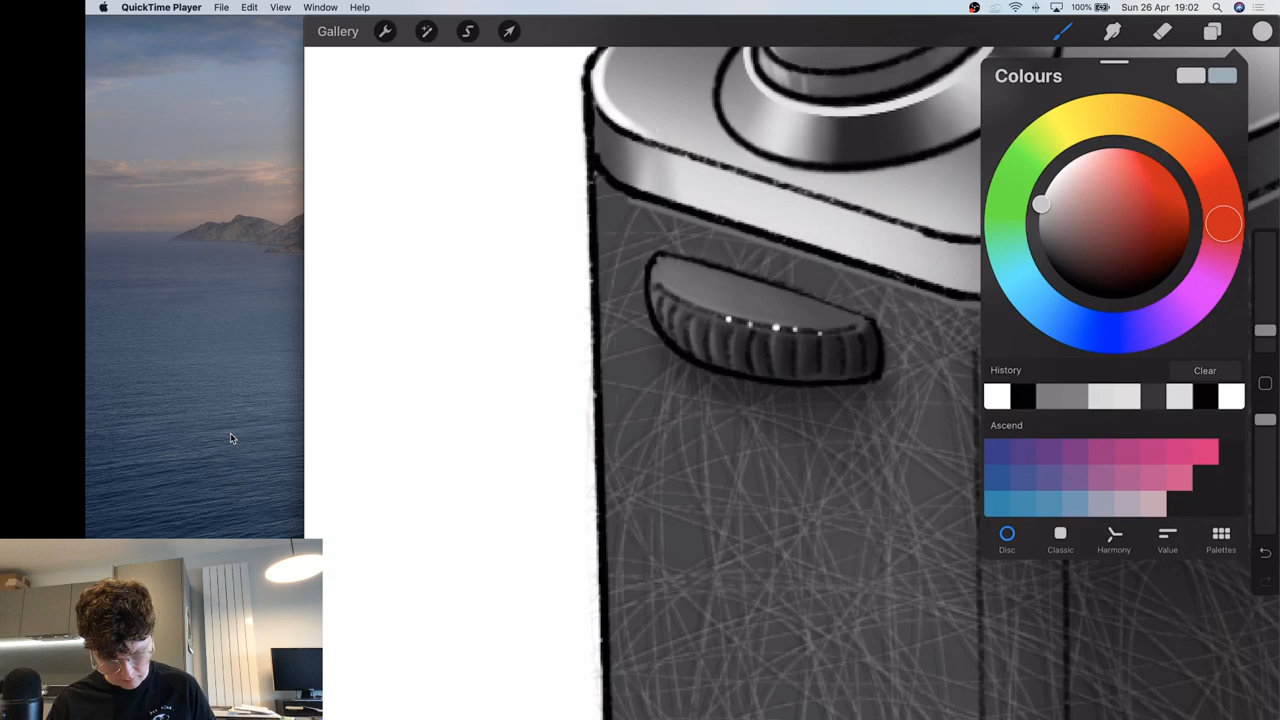 QuickTime Player File Edit View Window Help 100% Sun 26 Apr 19:02
Gallery
Colours
History Clear
Ascend
Disc Classic Harmony Value Palettes